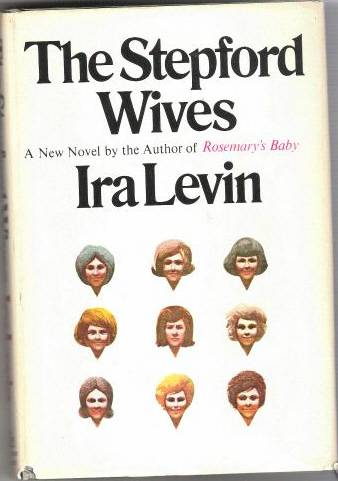 The Stepford
Wives
A New Novel by the Author of Rosemary's Baby
Ira Levin